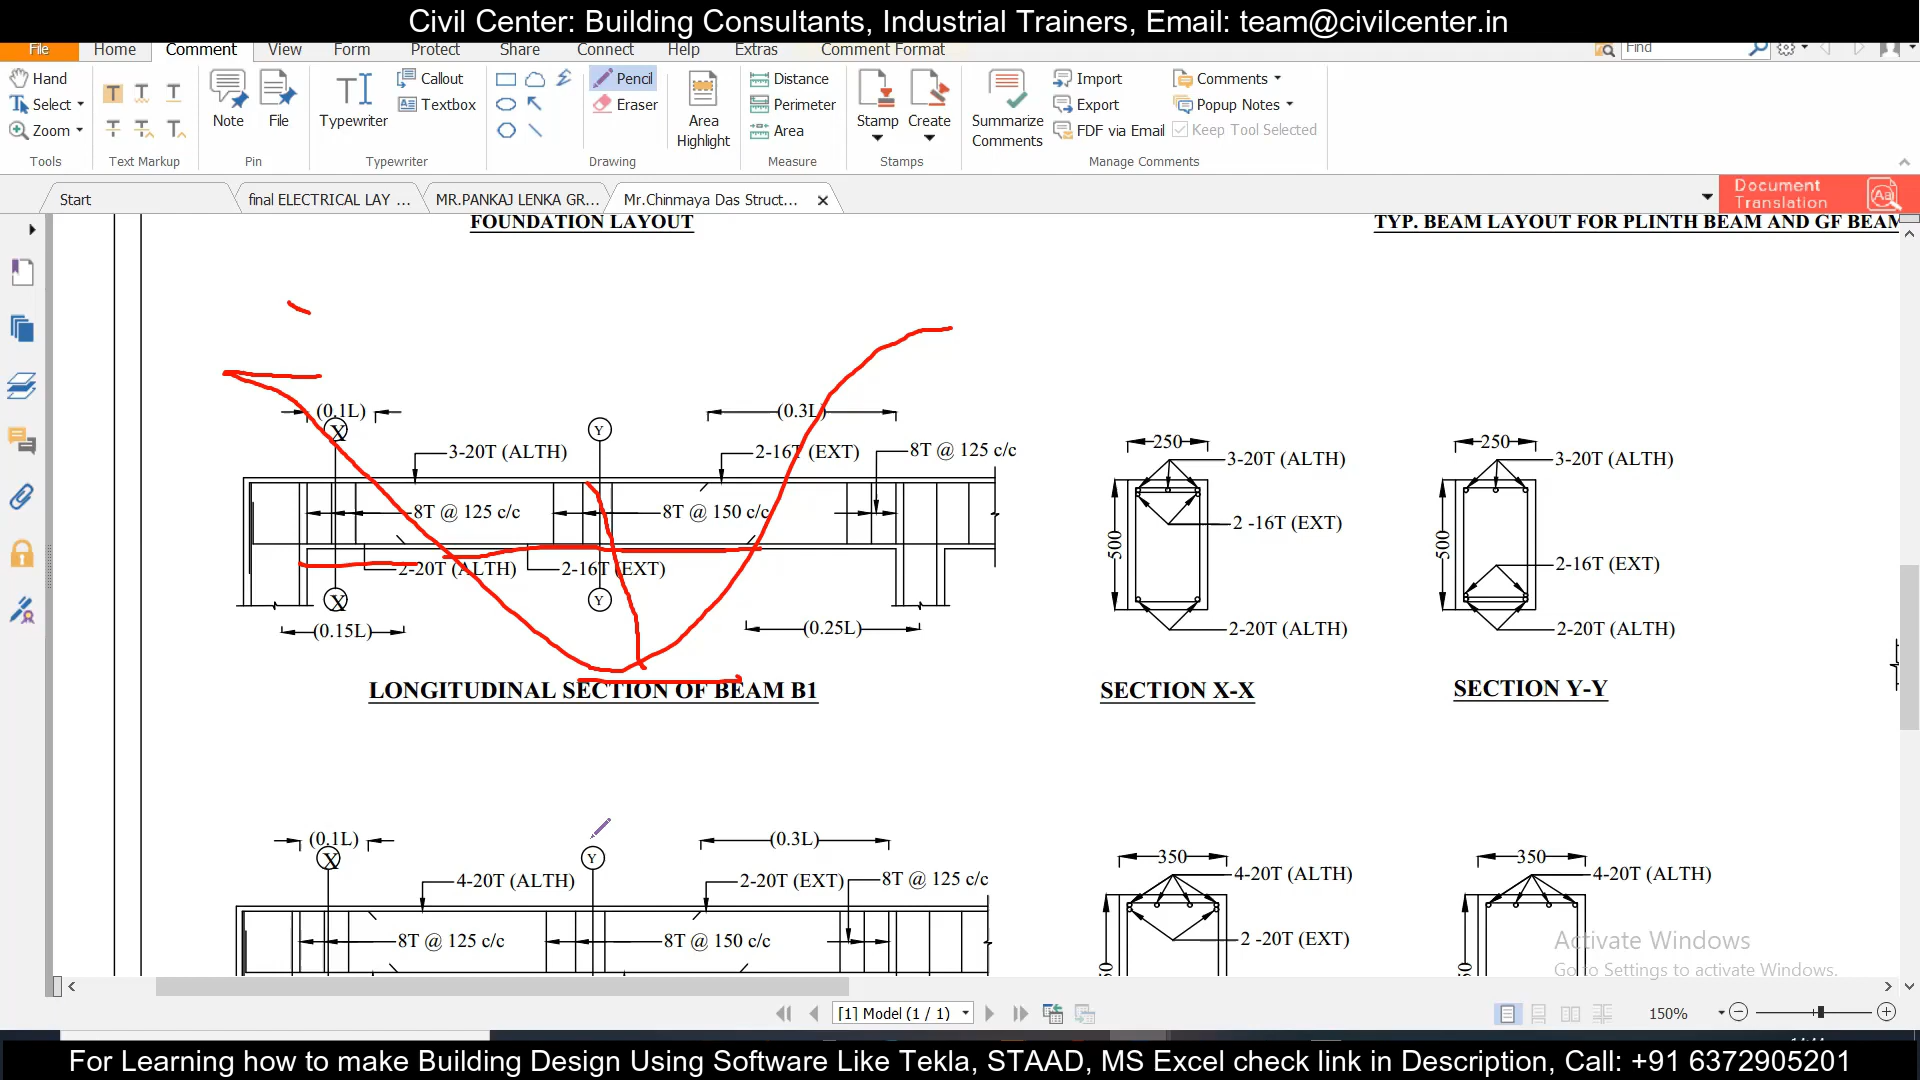 Civil Center: Building Consultants, Industrial Trainers, Email: team@civilcenter.in
File Home Comment View Form Protect Share Connect Help Extras Comment Format Find
Hand
Select
Zoom
Tools
Text Markup
Note
File
Pin
Typewriter
Callout
Textbox
Typewriter
Pencil
Eraser
Drawing
Area Highlight
Distance
Perimeter
Area
Measure
Stamp
Create
Stamps
Summarize Comments
Import
Export
FDF via Email
Comments
Popup Notes
Keep Tool Selected
Manage Comments
Start
final ELECTRICAL LAY ...
MR.PANKAJ LENKA GR...
Mr.Chinmaya Das Struct...
Document Translation
FOUNDATION LAYOUT
TYP. BEAM LAYOUT FOR PLINTH BEAM AND GF BEAM
(0.1L)
(0.3L)
X
Y
3-20T (ALTH)
2-16T (EXT)
8T @ 125 c/c
8T @ 125 c/c
8T @ 150 c/c
2-20T (ALTH)
2-16T (EXT)
X
Y
(0.15L)
(0.25L)
LONGITUDINAL SECTION OF BEAM B1
250
3-20T (ALTH)
2 -16T (EXT)
500
2-20T (ALTH)
SECTION X-X
250
3-20T (ALTH)
500
2-16T (EXT)
2-20T (ALTH)
SECTION Y-Y
(0.1L)
(0.3L)
X
Y
4-20T (ALTH)
2-20T (EXT)
8T @ 125 c/c
8T @ 125 c/c
8T @ 150 c/c
350
4-20T (ALTH)
2 -20T (EXT)
350
4-20T (ALTH)
Activate Windows
Go to Settings to activate Windows.
[1] Model (1 / 1)
150%
For Learning how to make Building Design Using Software Like Tekla, STAAD, MS Excel check link in Description, Call: +91 6372905201